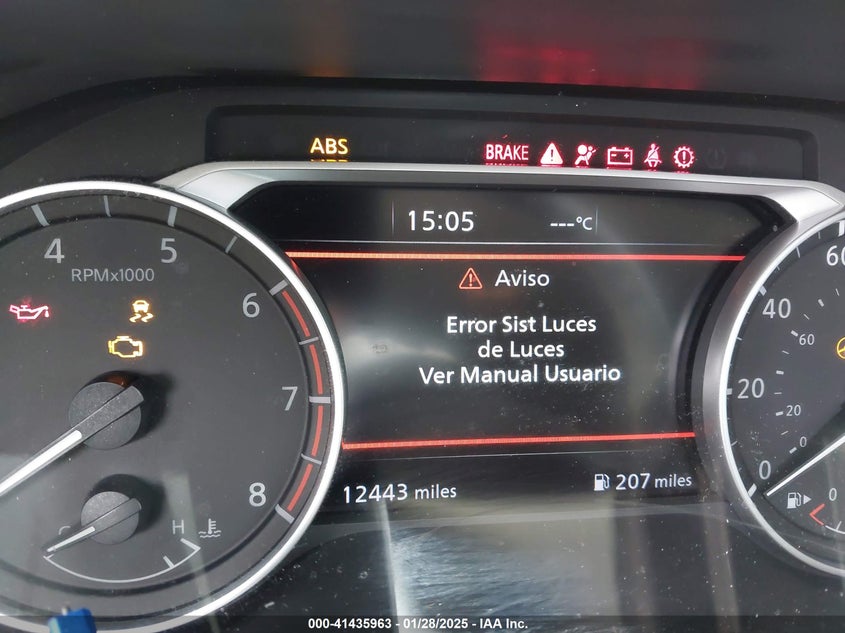 ABS
BRAKE
15:05 ---°C
4 5
RPMx1000
6
7
8
H
Aviso
Error Sist Luces
de Luces
Ver Manual Usuario
12443 miles
207 miles
60
40
60
20
20
0
0
0
000-41435963 - 01/28/2025 - IAA Inc.